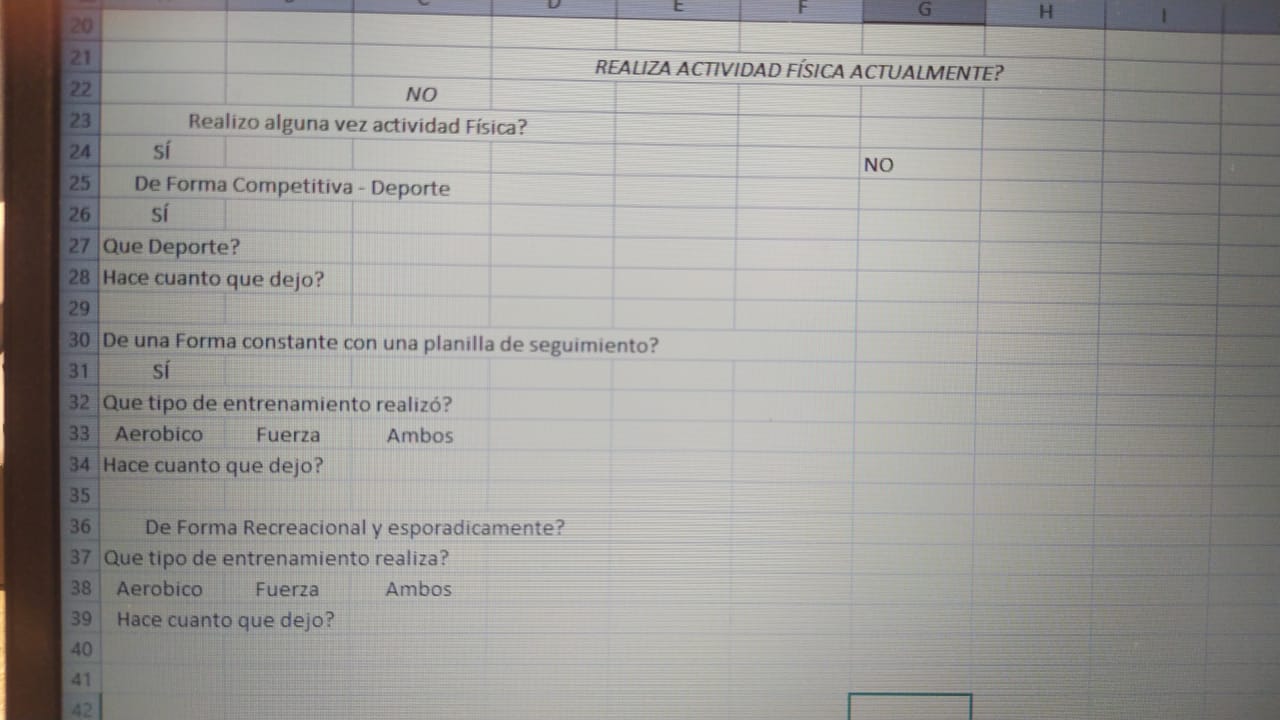 D E F G H I
20
21 REALIZA ACTIVIDAD FÍSICA ACTUALMENTE?
22 NO
23 Realizo alguna vez actividad Física?
24 SÍ NO
25 De Forma Competitiva - Deporte
26 SÍ
27 Que Deporte?
28 Hace cuanto que dejo?
29
30 De una Forma constante con una planilla de seguimiento?
31 SÍ
32 Que tipo de entrenamiento realizó?
33 Aerobico Fuerza Ambos
34 Hace cuanto que dejo?
35
36 De Forma Recreacional y esporadicamente?
37 Que tipo de entrenamiento realiza?
38 Aerobico Fuerza Ambos
39 Hace cuanto que dejo?
40
41
42